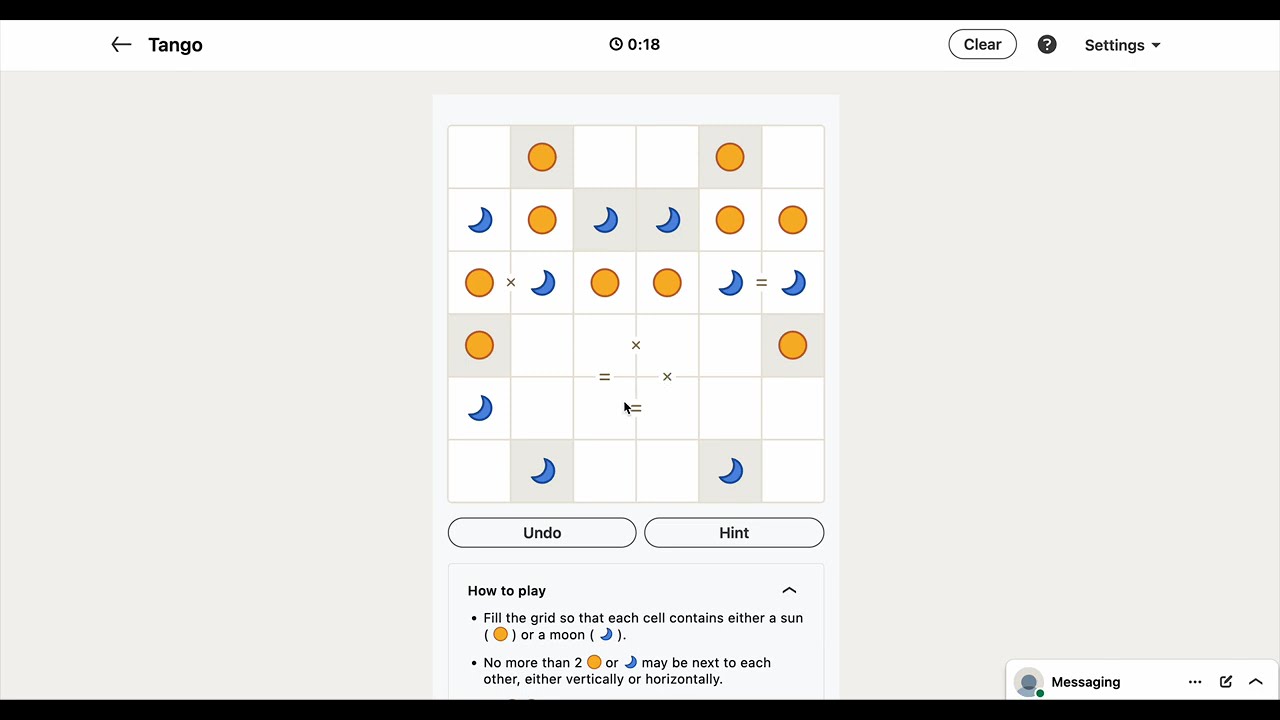 Tango
0:18
Clear
?
Settings
×
=
×
=
×
=
Undo
Hint
How to play
• Fill the grid so that each cell contains either a sun
( ) or a moon ( ).
• No more than 2 or may be next to each
other, either vertically or horizontally.
Messaging